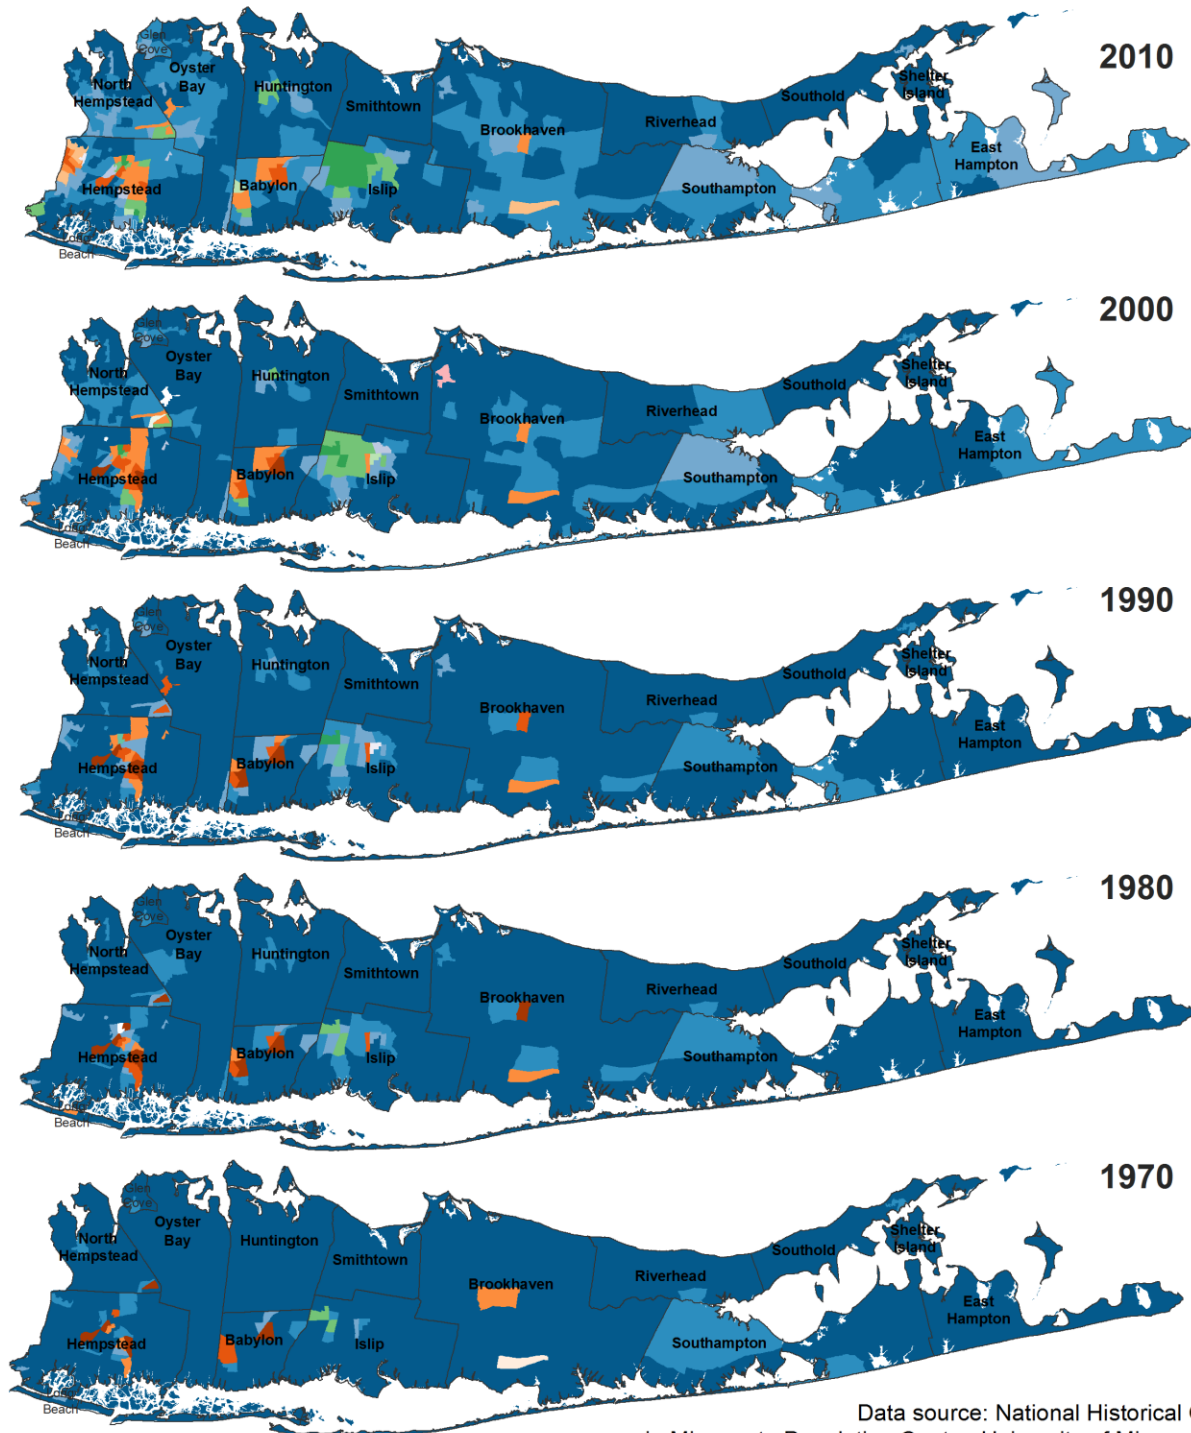 2010
Glen
Cove
Oyster
Bay
North
Hempstead
Huntington
Smithtown
Brookhaven
Riverhead
Southold
Shelter
Island
East
Hampton
Southampton
Hempstead
Babylon
Islip
Long
Beach
2000
Glen
Cove
Oyster
Bay
North
Hempstead
Huntington
Smithtown
Brookhaven
Riverhead
Southold
Shelter
Island
East
Hampton
Southampton
Hempstead
Babylon
Islip
Long
Beach
1990
Glen
Cove
Oyster
Bay
North
Hempstead
Huntington
Smithtown
Brookhaven
Riverhead
Southold
Shelter
Island
East
Hampton
Southampton
Hempstead
Babylon
Islip
Long
Beach
1980
Glen
Cove
Oyster
Bay
North
Hempstead
Huntington
Smithtown
Brookhaven
Riverhead
Southold
Shelter
Island
East
Hampton
Southampton
Hempstead
Babylon
Islip
Long
Beach
1970
Glen
Cove
Oyster
Bay
North
Hempstead
Huntington
Smithtown
Brookhaven
Riverhead
Southold
Shelter
Island
East
Hampton
Southampton
Hempstead
Babylon
Islip
Long
Beach
Data source: National Historical